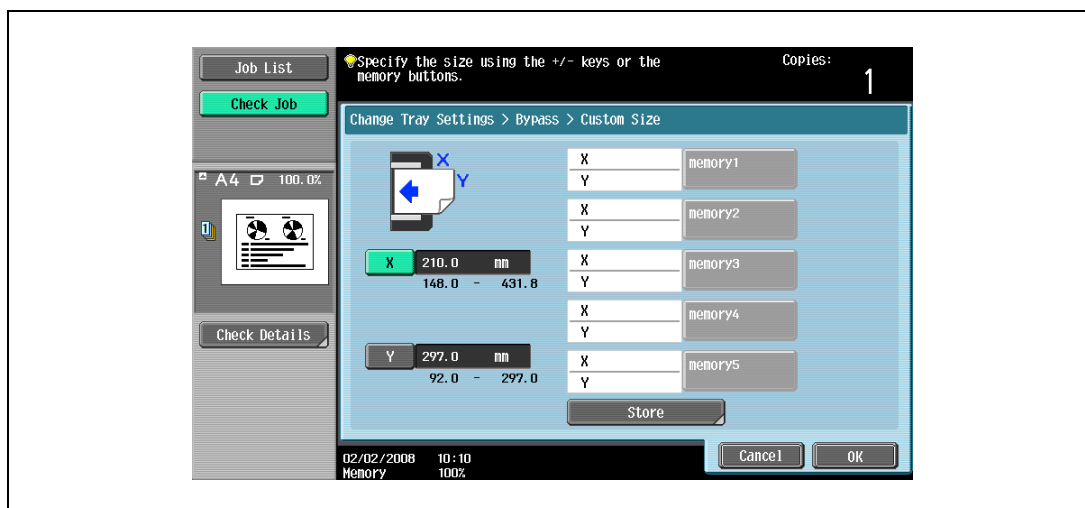 Job List
Check Job
A4 100.0%
1
Check Details
Specify the size using the +/- keys or the
memory buttons.
Copies:
1
Change Tray Settings > Bypass > Custom Size
X
Y
X 210.0 mm
148.0 - 431.8
Y 297.0 mm
92.0 - 297.0
X
Y
memory1
X
Y
memory2
X
Y
memory3
X
Y
memory4
X
Y
memory5
Store
02/02/2008 10:10
Memory 100%
Cancel
OK